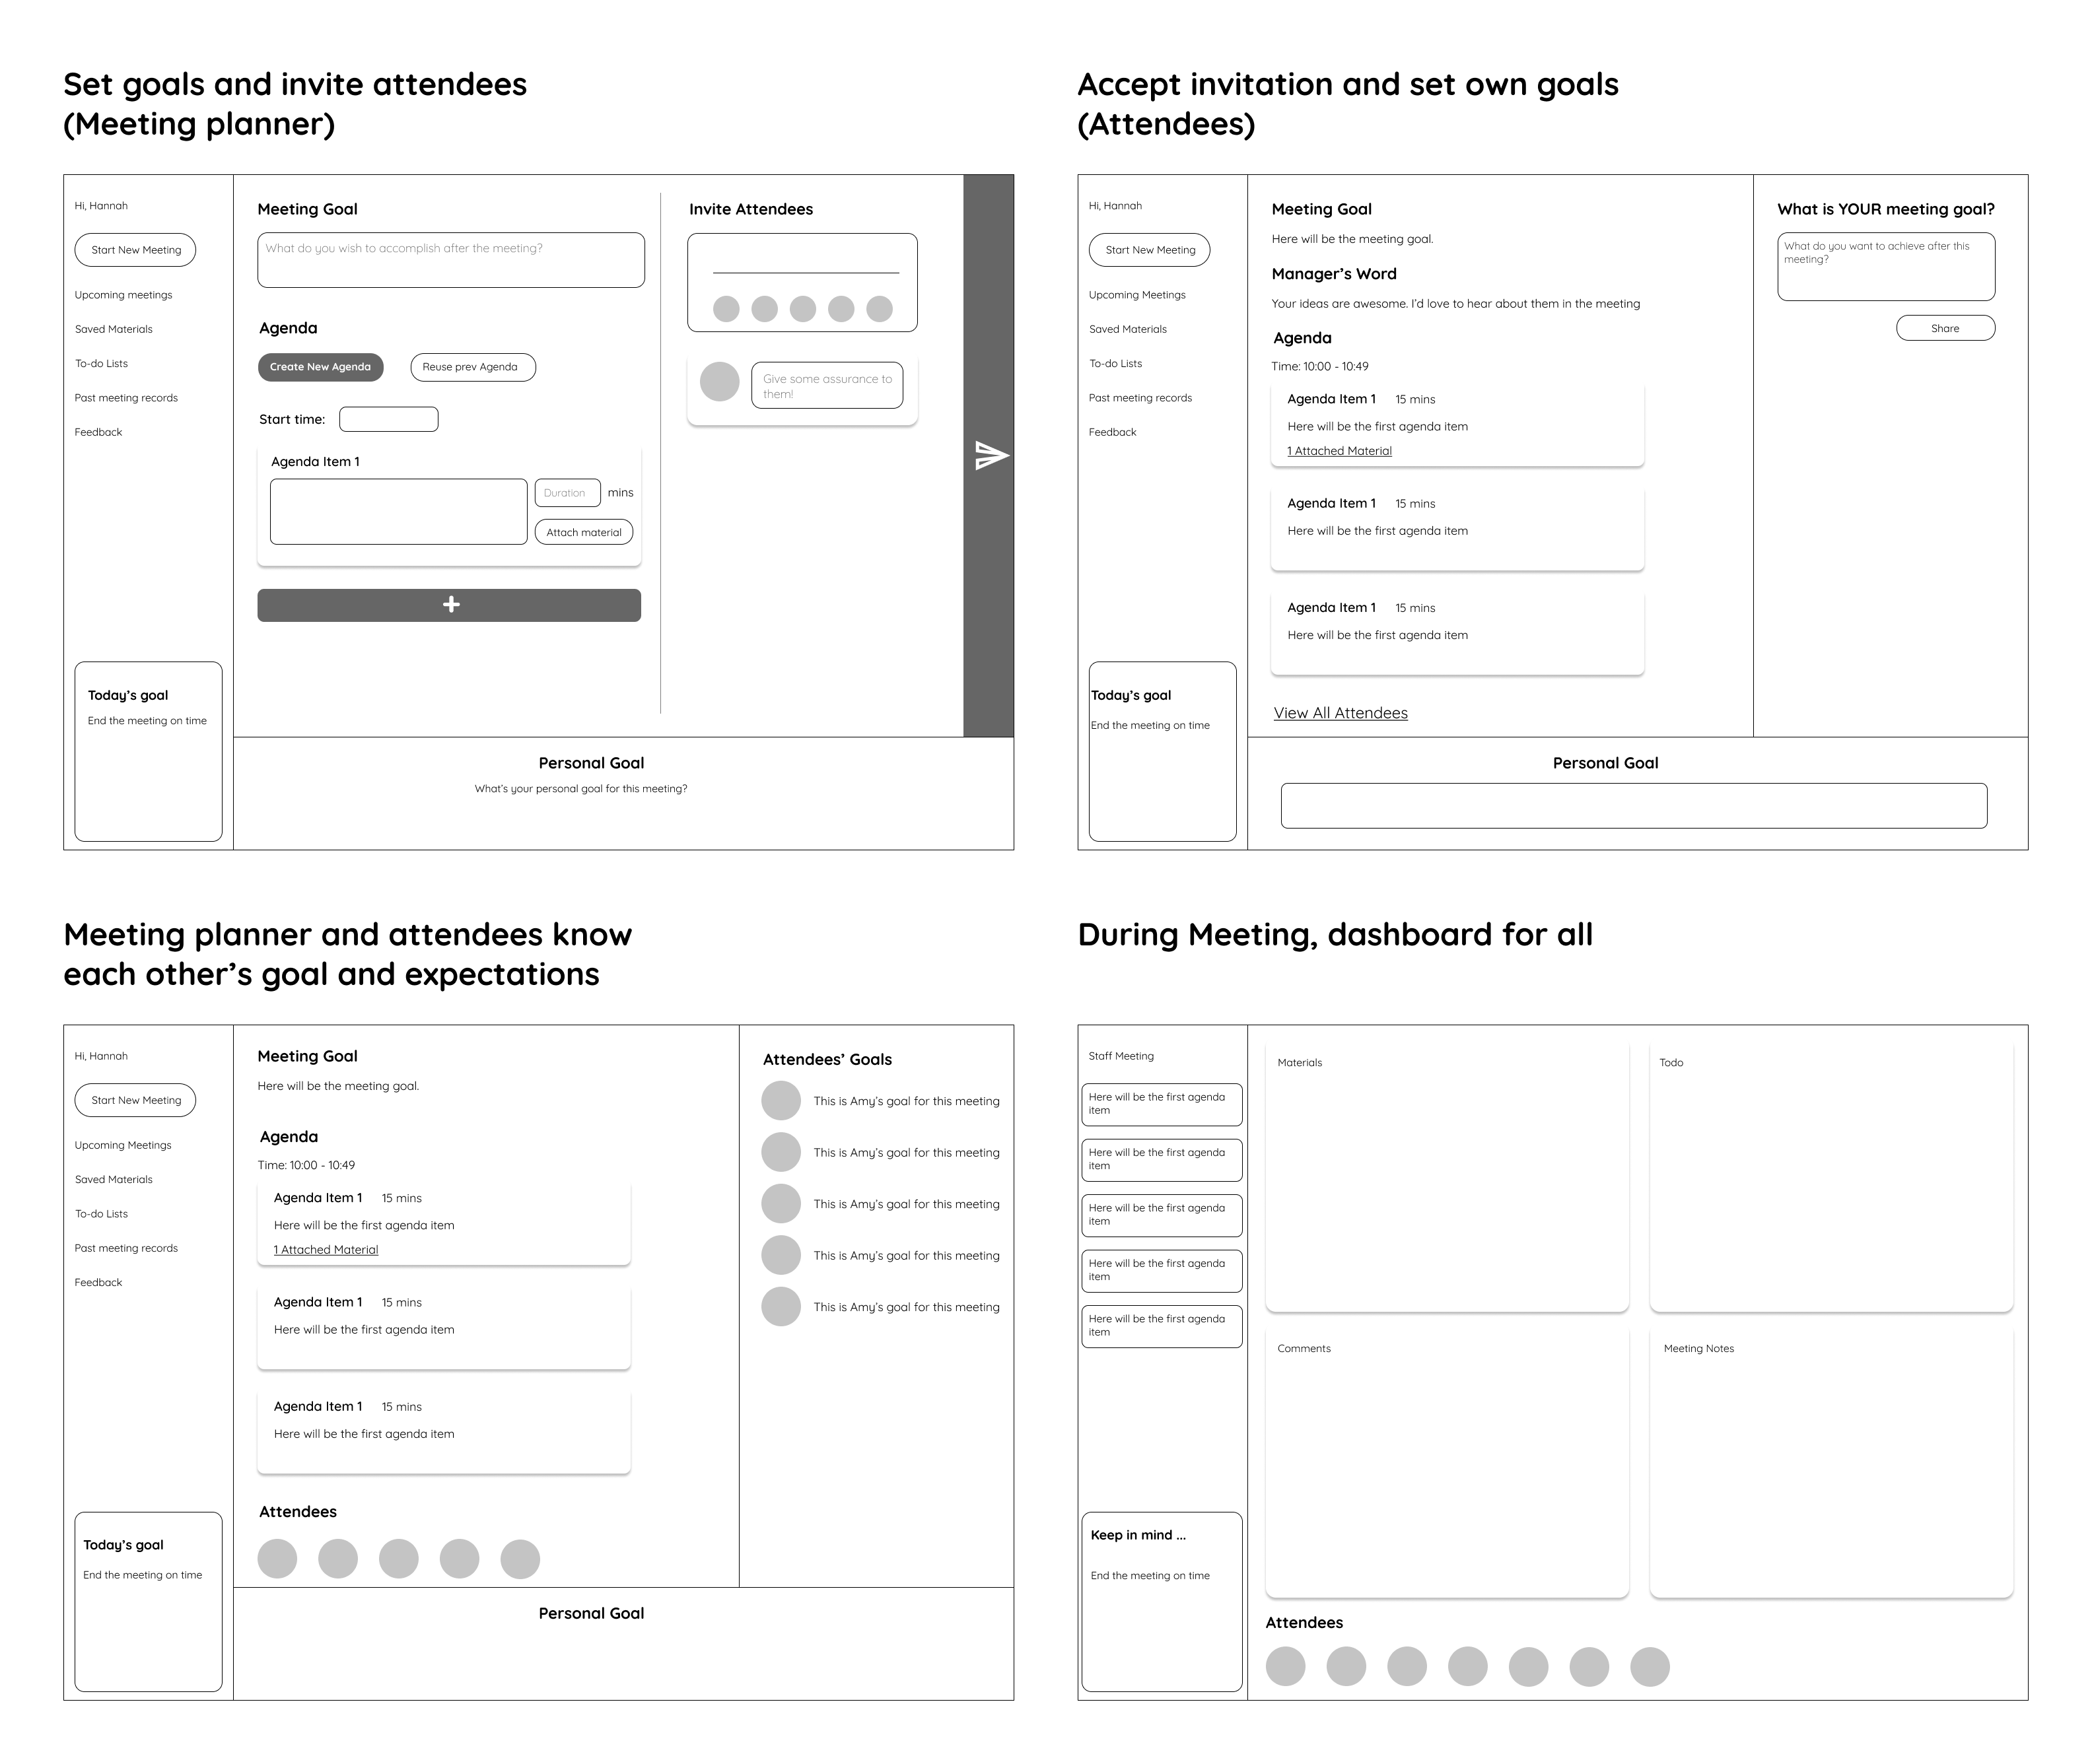 Set goals and invite attendees
(Meeting planner)
Hi, Hannah
Start New Meeting
Upcoming meetings
Saved Materials
To-do Lists
Past meeting records
Feedback
Today's goal
End the meeting on time
Meeting Goal
What do you wish to accomplish after the meeting?
Agenda
Create New Agenda
Reuse prev Agenda
Start time:
Agenda Item 1
Duration
mins
Attach material
Invite Attendees
Give some assurance to
them!
Personal Goal
What's your personal goal for this meeting?
Accept invitation and set own goals
(Attendees)
Hi, Hannah
Start New Meeting
Upcoming Meetings
Saved Materials
To-do Lists
Past meeting records
Feedback
Today's goal
End the meeting on time
Meeting Goal
Here will be the meeting goal.
Manager's Word
Your ideas are awesome. I'd love to hear about them in the meeting
Agenda
Time: 10:00 - 10:49
Agenda Item 1 15 mins
Here will be the first agenda item
1 Attached Material
Agenda Item 1 15 mins
Here will be the first agenda item
Agenda Item 1 15 mins
Here will be the first agenda item
View All Attendees
What is YOUR meeting goal?
What do you want to achieve after this
meeting?
Share
Personal Goal
Meeting planner and attendees know
each other's goal and expectations
Hi, Hannah
Start New Meeting
Upcoming Meetings
Saved Materials
To-do Lists
Past meeting records
Feedback
Today's goal
End the meeting on time
Meeting Goal
Here will be the meeting goal.
Agenda
Time: 10:00 - 10:49
Agenda Item 1 15 mins
Here will be the first agenda item
1 Attached Material
Agenda Item 1 15 mins
Here will be the first agenda item
Agenda Item 1 15 mins
Here will be the first agenda item
Attendees
Attendees' Goals
This is Amy's goal for this meeting
This is Amy's goal for this meeting
This is Amy's goal for this meeting
This is Amy's goal for this meeting
This is Amy's goal for this meeting
Personal Goal
During Meeting, dashboard for all
Staff Meeting
Here will be the first agenda
item
Here will be the first agenda
item
Here will be the first agenda
item
Here will be the first agenda
item
Here will be the first agenda
item
Keep in mind ...
End the meeting on time
Materials
Todo
Comments
Meeting Notes
Attendees